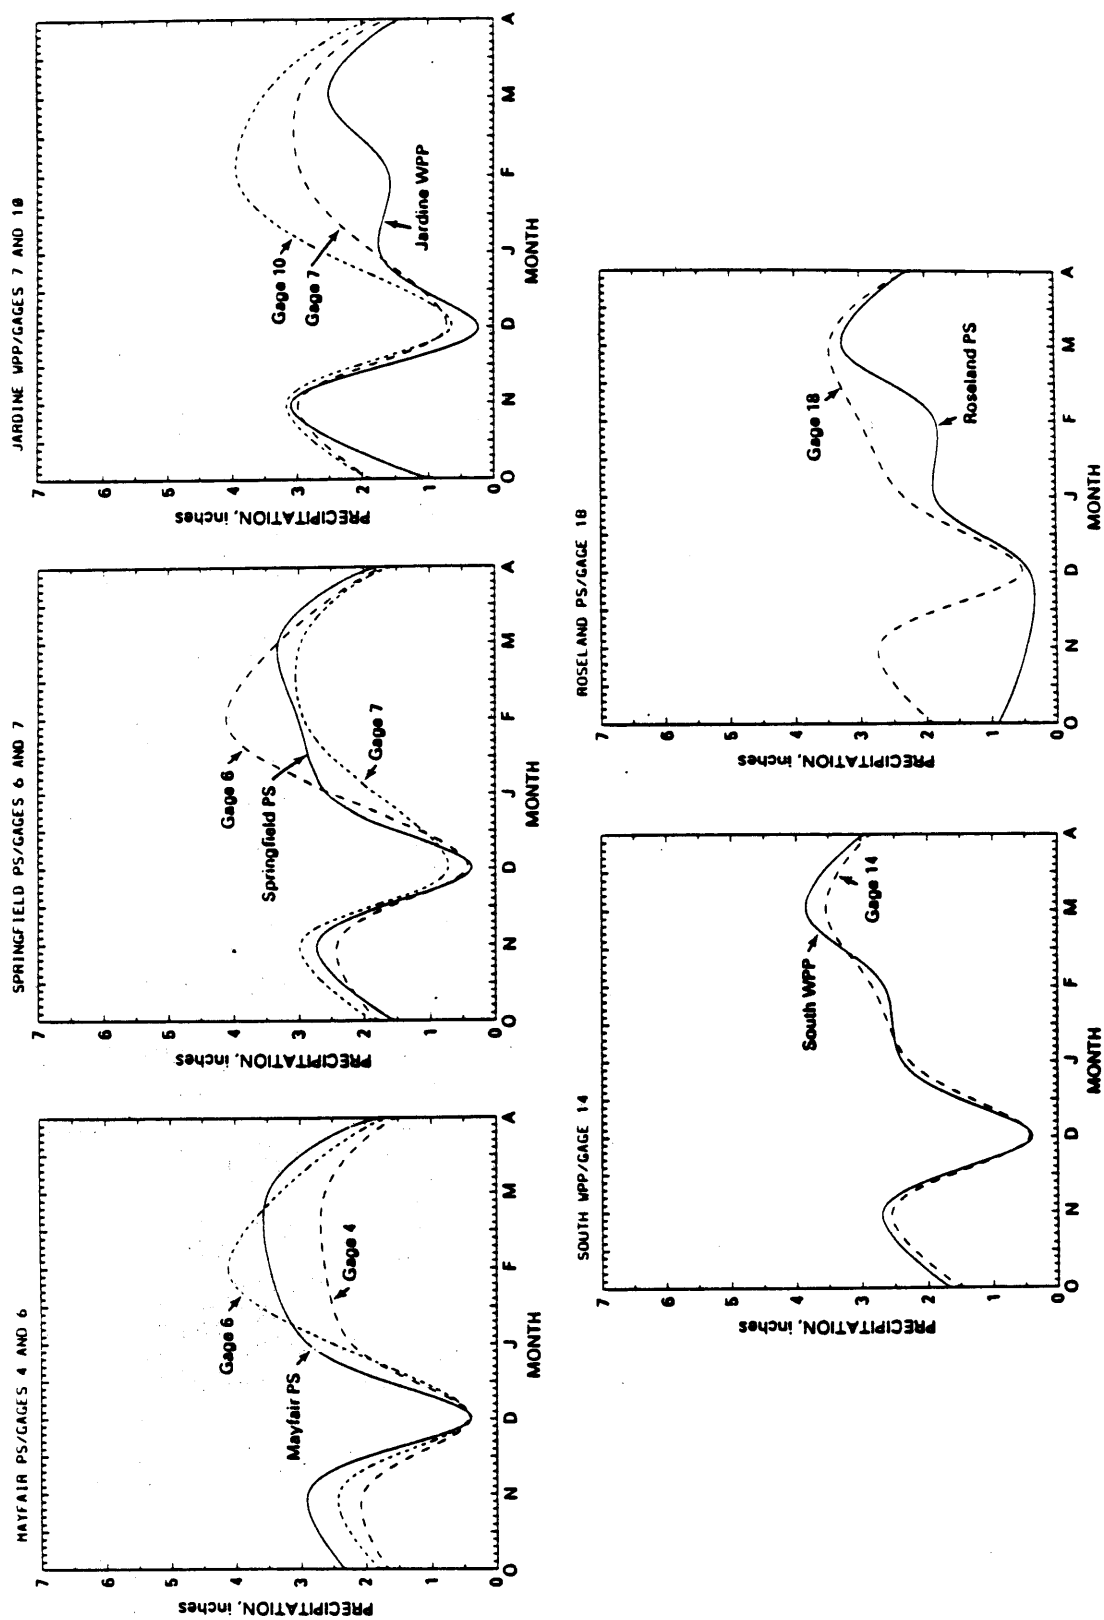 MAYFAIR PS/GAGES 4 AND 6
PRECIPITATION, inches
7
6
5
4
3
2
1
0
Gage 6
Mayfair PS
Gage 4
O N D J F M A
MONTH
SPRINGFIELD PS/GAGES 6 AND 7
PRECIPITATION, inches
7
6
5
4
3
2
1
0
Gage 6
Springfield PS
Gage 7
O N D J F M A
MONTH
JARDINE WPP/GAGES 7 AND 10
PRECIPITATION, inches
7
6
5
4
3
2
1
0
Gage 10
Gage 7
Jardine WPP
O N D J F M A
MONTH
SOUTH WPP/GAGE 14
PRECIPITATION, inches
7
6
5
4
3
2
1
0
South WPP
Gage 14
O N D J F M A
MONTH
ROSELAND PS/GAGE 18
PRECIPITATION, inches
7
6
5
4
3
2
1
0
Gage 18
Roseland PS
O N D J F M A
MONTH